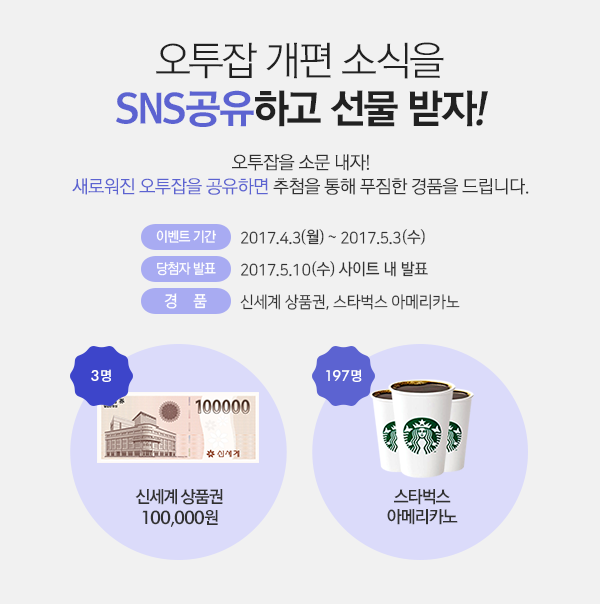 오투잡 개편 소식을
SNS공유하고 선물 받자!
오투잡을 소문 내자!
새로워진 오투잡을 공유하면 추첨을 통해 푸짐한 경품을 드립니다.
이벤트 기간 2017.4.3(월) ~ 2017.5.3(수)
당첨자 발표 2017.5.10(수) 사이트 내 발표
경 품 신세계 상품권, 스타벅스 아메리카노
3명
100000
신세계
신세계 상품권
100,000원
197명
스타벅스
아메리카노